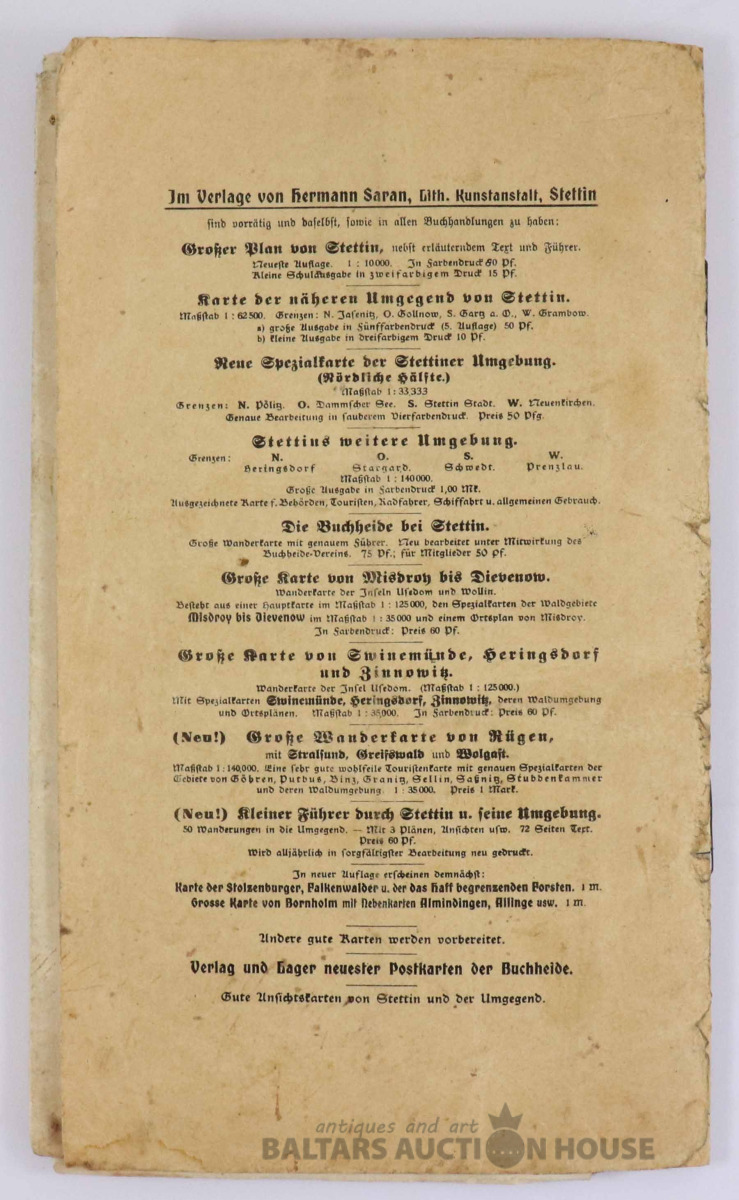 Im Verlage von Hermann Saran, Lith. Kunstanstalt, Stettin
sind vorrätig und daselbst, sowie in allen Buchhandlungen zu haben:
Großer Plan von Stettin, nebst erläuterndem Text und Führer.
Neueste Auflage. 1 : 10000. In Farbendruck 80 Pf.
Kleine Schulausgabe in zweifarbigem Druck 15 Pf.
Karte der näheren Umgegend von Stettin.
Maßstab 1 : 62500. Grenzen: N. Jasenitz, O. Gollnow, S. Gartz a. O., W. Grambow.
a) große Ausgabe in Fünffarbendruck (5. Auflage) 50 Pf.
b) kleine Ausgabe in dreifarbigem Druck 10 Pf.
Neue Spezialkarte der Stettiner Umgebung.
(Nördliche Hälfte.)
Maßstab 1 : 33333
Grenzen: N. Pölitz. O. Dammscher See. S. Stettin Stadt. W. Neuenkirchen.
Genaue Bearbeitung in sauberem Vierfarbendruck. Preis 50 Pfg.
Stettins weitere Umgebung.
Grenzen: N. O. S. W.
Heringsdorf Stargard. Schwedt. Prenzlau.
Maßstab 1 : 140000.
Große Ausgabe in Farbendruck 1,00 Mk.
Ausgezeichnete Karte f. Behörden, Touristen, Radfahrer, Schiffahrt u. allgemeinen Gebrauch.
Die Buchheide bei Stettin.
Große Wanderkarte mit genauem Führer. Neu bearbeitet unter Mitwirkung des
Buchheide-Vereins. 75 Pf.; für Mitglieder 50 Pf.
Große Karte von Misdroy bis Dievenow.
Wanderkarte der Inseln Usedom und Wollin.
Besteht aus einer Hauptkarte im Maßstab 1 : 125000, den Spezialkarten der Waldgebiete
Misdroy bis Dievenow im Maßstab 1 : 35000 und einem Ortsplan von Misdroy.
In Farbendruck: Preis 60 Pf.
Große Karte von Swinemünde, Heringsdorf
und Zinnowitz.
Wanderkarte der Insel Usedom. (Maßstab 1 : 125000.)
Mit Spezialkarten Swinemünde, Heringsdorf, Zinnowitz, deren Waldumgebung
und Ortsplänen. Maßstab 1 : 35000. In Farbendruck: Preis 60 Pf.
(Neu!) Große Wanderkarte von Rügen,
mit Stralsund, Greifswald und Wolgast.
Maßstab 1 : 140,000. Eine sehr gute wohlfeile Touristenkarte mit genauen Spezialkarten der
Gebiete von Göhren, Putbus, Binz, Granitz, Sellin, Saßnitz, Stubbenkammer
und deren Waldumgebung 1 : 35000. Preis 1 Mark.
(Neu!) Kleiner Führer durch Stettin u. seine Umgebung.
50 Wanderungen in die Umgegend. — Mit 3 Plänen, Ansichten usw. 72 Seiten Text.
Preis 60 Pf.
Wird alljährlich in sorgfältigster Bearbeitung neu gedruckt.
In neuer Auflage erscheinen demnächst:
Karte der Stolzenburger, Falkenwalder u. der das Haff begrenzenden Forsten. 1 M.
Grosse Karte von Bornholm mit Nebenkarten Almindingen, Allinge usw. 1 M.
Andere gute Karten werden vorbereitet.
Verlag und Lager neuester Postkarten der Buchheide.
Gute Ansichtskarten von Stettin und der Umgegend.
antiques and art
BALTARS AUCTION HOUSE